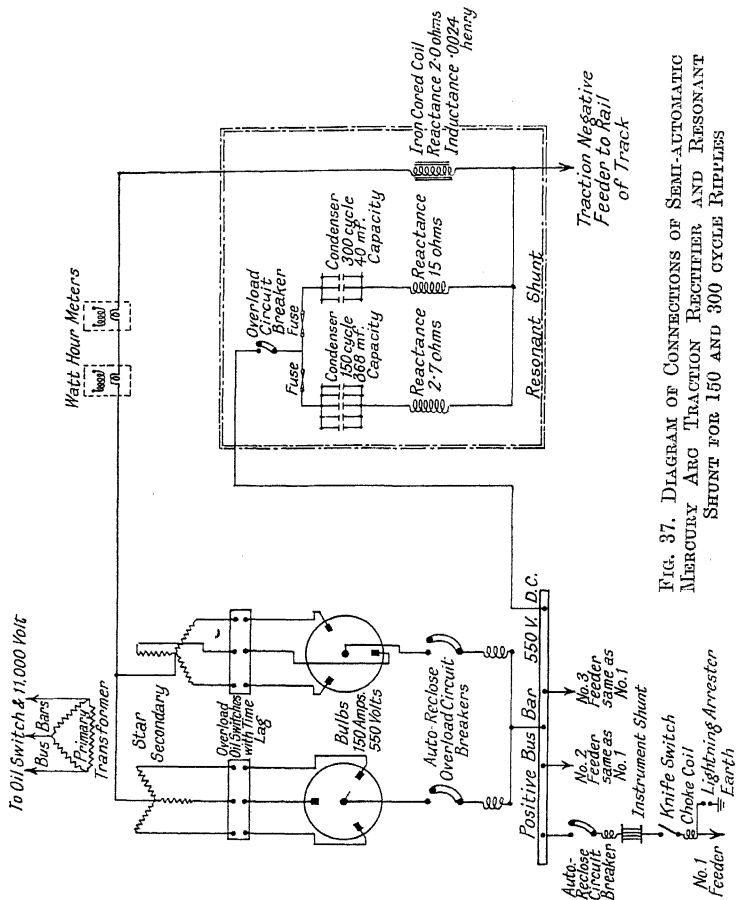 To Oil Switch & 11,000 Volt
Bus Bars
Primary
Transformer
Star
Secondary
Overload
Oil Switches
with Time
Lag
Bulbs
150 Amps.
550 Volts
Auto-Reclose
Overload Circuit
Breakers
Positive Bus Bar 550 V. D.C.
No.2
Feeder
same as
No.1
No.3
Feeder
same as
No.1
Auto-
Reclose
Circuit
Breaker
Instrument Shunt
Knife Switch
Choke Coil
Lightning Arrester
Earth
No.1
Feeder
Watt Hour Meters
Overload
Circuit
Breaker
Fuse
Fuse
Condenser
150 cycle
868 mf.
Capacity
Condenser
300 cycle
40 mf.
Capacity
Reactance
2·7 ohms
Reactance
15 ohms
Resonant Shunt
Iron Cored Coil
Reactance 2·0 ohms
Inductance ·0024
henry
Traction Negative
Feeder to Rail
of Track
Fig. 37. Diagram of Connections of Semi-automatic
Mercury Arc Traction Rectifier and Resonant
Shunt for 150 and 300 cycle Ripples